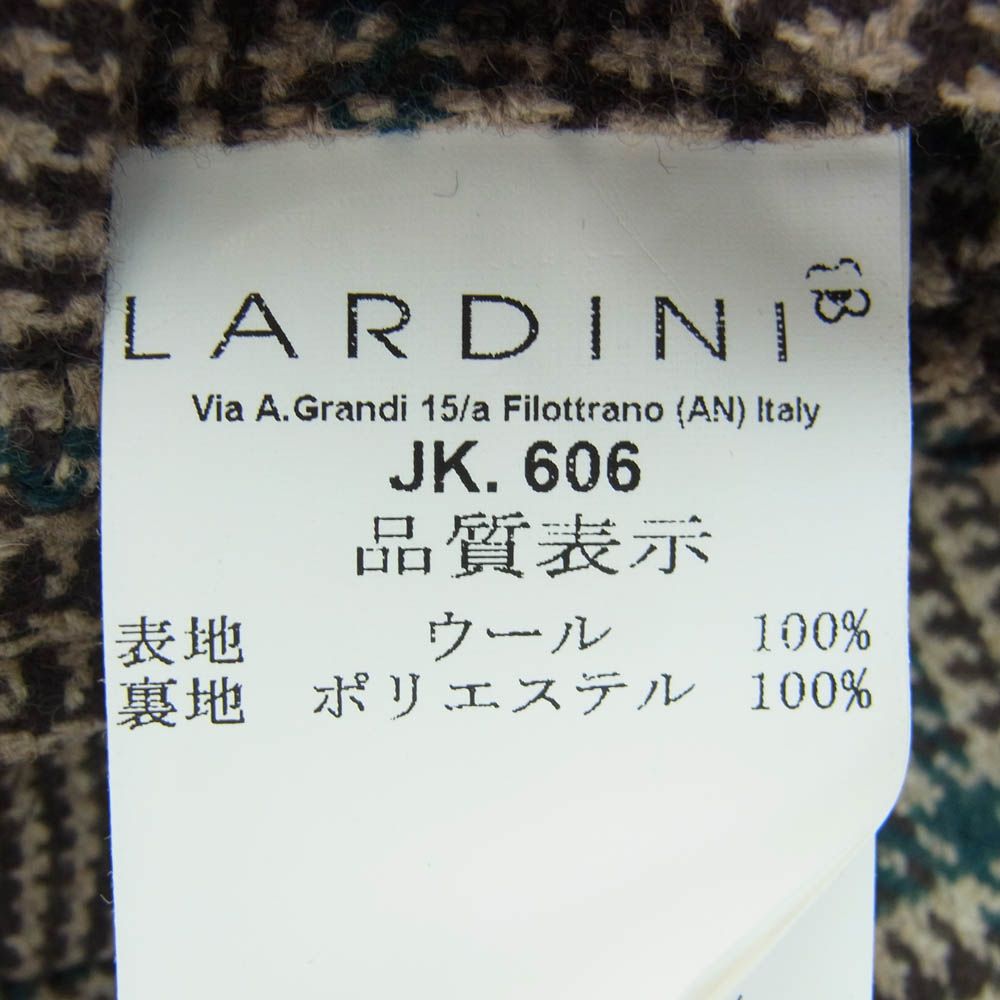 LARDINI
Via A.Grandi 15/a Filottrano (AN) Italy
JK. 606
品質表示
表地 ウール 100%
裏地 ポリエステル 100%